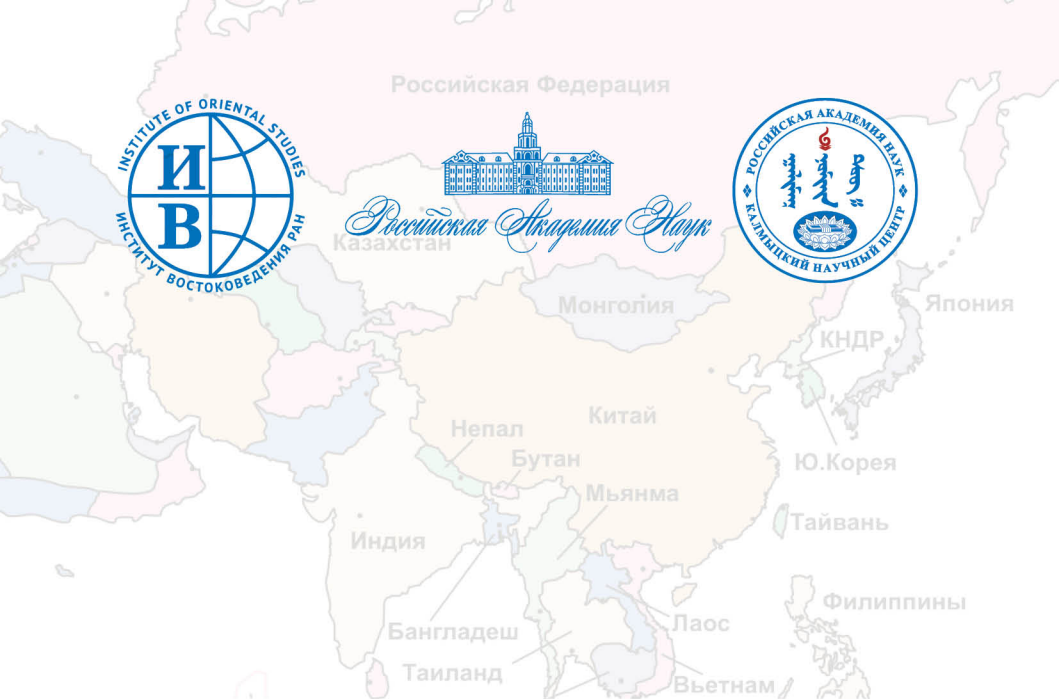 Российская Федерация
INSTITUTE OF ORIENTAL STUDIES
ИВ
ИНСТИТУТ ВОСТОКОВЕДЕНИЯ РАН
Российская Академия Наук
РОССИЙСКАЯ АКАДЕМИЯ НАУК
КАЛМЫЦКИЙ НАУЧНЫЙ ЦЕНТР
Казахстан
Монголия
Япония
КНДР
Китай
Непал
Бутан
Ю.Корея
Мьянма
Тайвань
Индия
Филиппины
Бангладеш
Лаос
Таиланд
Вьетнам